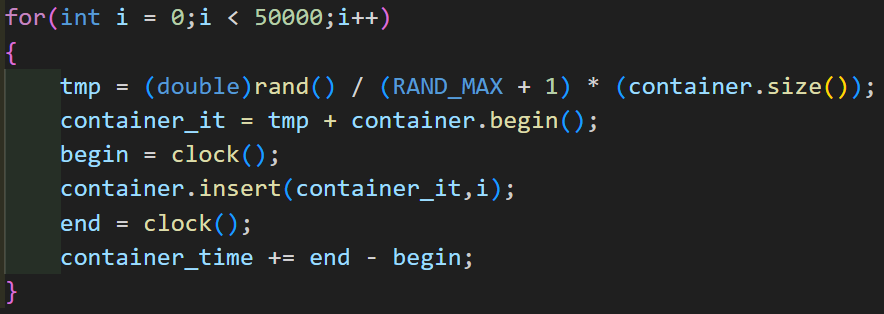 for(int i = 0;i < 50000;i++)
{
    tmp = (double)rand() / (RAND_MAX + 1) * (container.size());
    container_it = tmp + container.begin();
    begin = clock();
    container.insert(container_it,i);
    end = clock();
    container_time += end - begin;
}